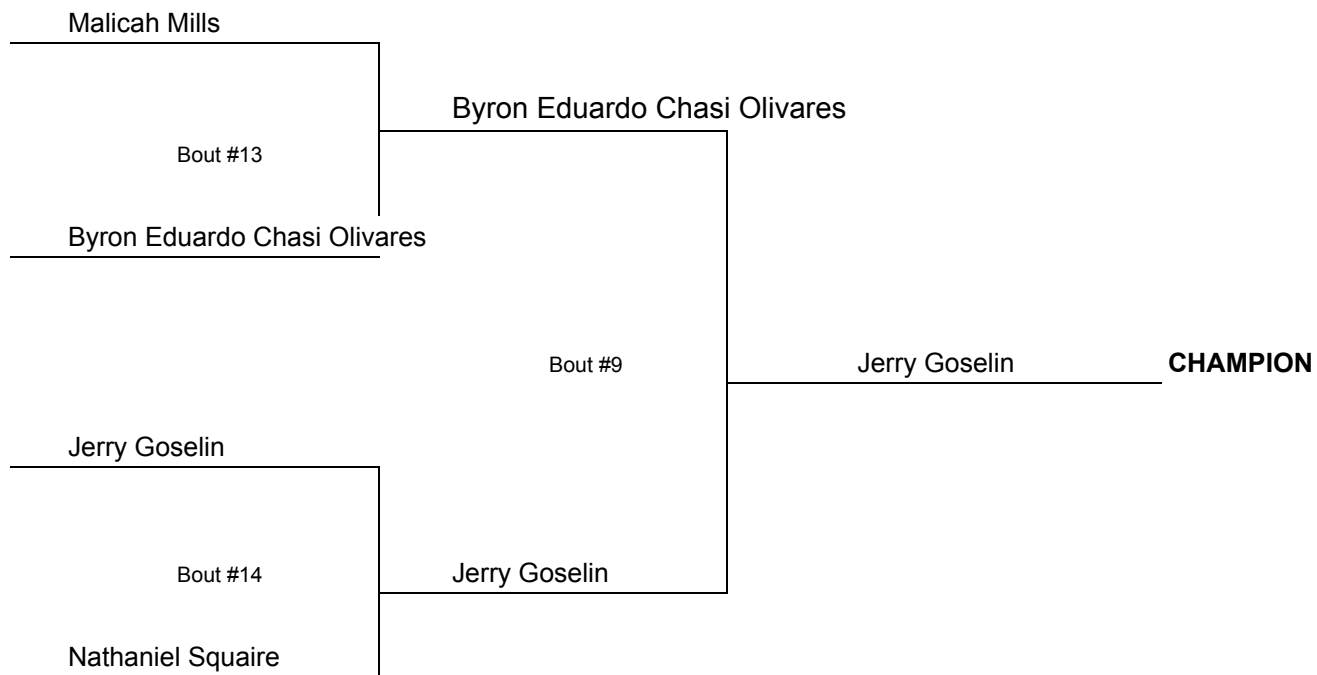 Malicah Mills
Byron Eduardo Chasi Olivares
Bout #13
Byron Eduardo Chasi Olivares
Bout #9
Jerry Goselin
CHAMPION
Jerry Goselin
Bout #14
Jerry Goselin
Nathaniel Squaire